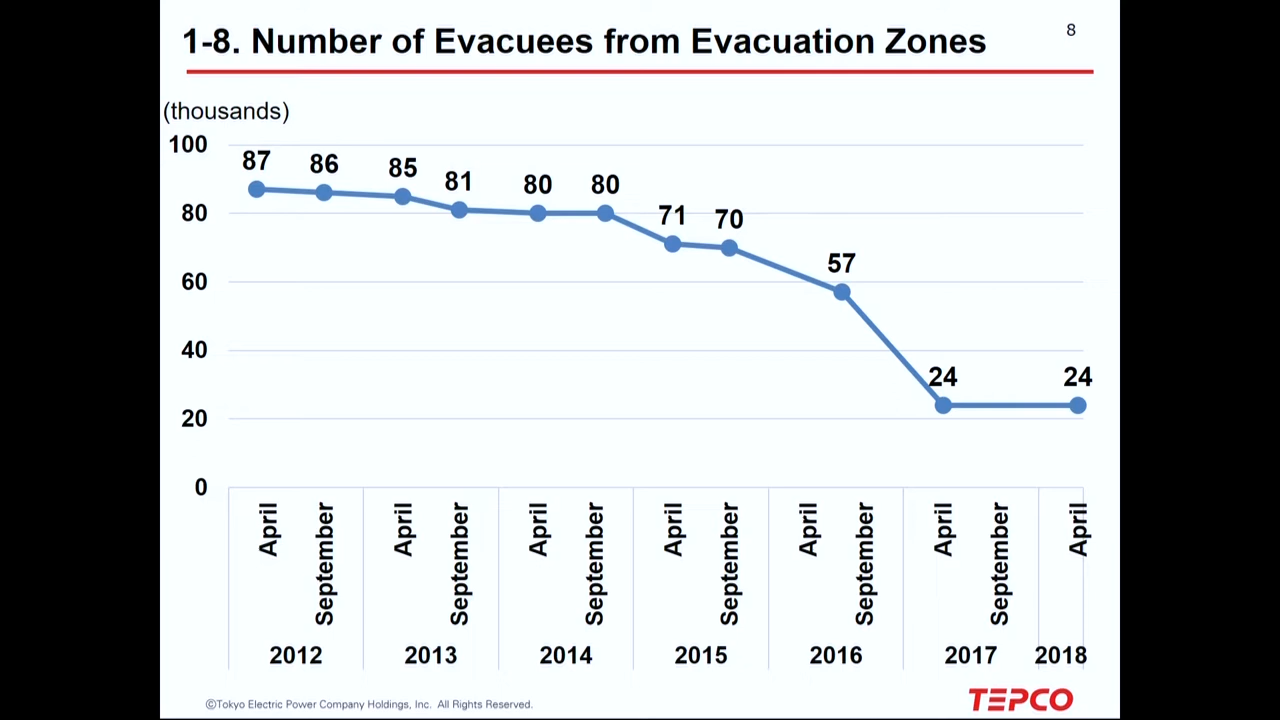 1-8. Number of Evacuees from Evacuation Zones
8
(thousands)
100
80
60
40
20
0
87
86
85
81
80
80
71
70
57
24
24
April
September
April
September
April
September
April
September
April
September
April
September
April
2012
2013
2014
2015
2016
2017
2018
©Tokyo Electric Power Company Holdings, Inc. All Rights Reserved.
TEPCO